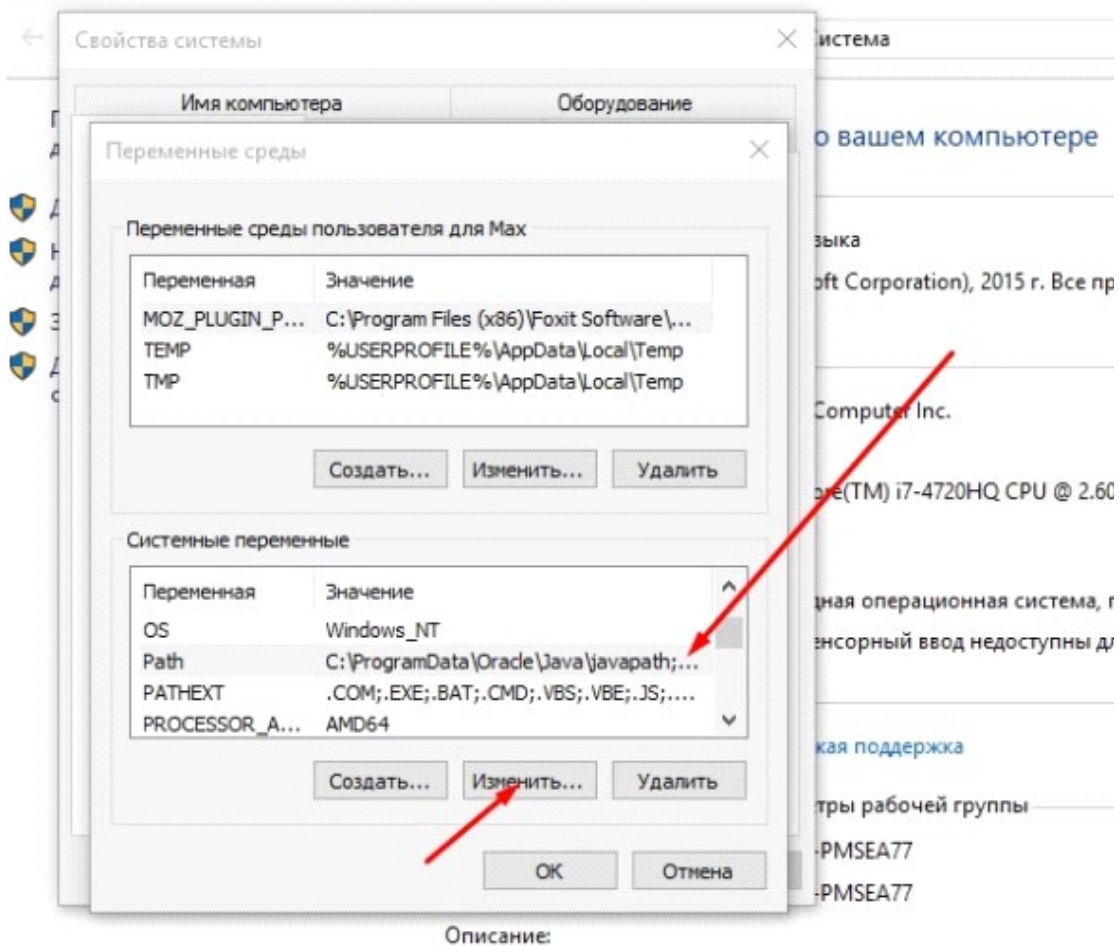 Свойства системы
истема
Имя компьютера
Оборудование
Переменные среды
о вашем компьютере
Переменные среды пользователя для Max
зыка
Переменная Значение
oft Corporation), 2015 г. Все пр
MOZ_PLUGIN_P... C:\Program Files (x86)\Foxit Software\...
TEMP %USERPROFILE%\AppData\Local\Temp
TMP %USERPROFILE%\AppData\Local\Temp
Computer Inc.
Создать... Изменить... Удалить
ore(TM) i7-4720HQ CPU @ 2.60
Системные переменные
Переменная Значение
дная операционная система, п
OS Windows_NT
енсорный ввод недоступны дл
Path C:\ProgramData\Oracle\Java\javapath;...
PATHEXT .COM;.EXE;.BAT;.CMD;.VBS;.VBE;.JS;....
PROCESSOR_A... AMD64
кая поддержка
Создать... Изменить... Удалить
тры рабочей группы
-PMSEA77
OK Отмена
-PMSEA77
Описание: